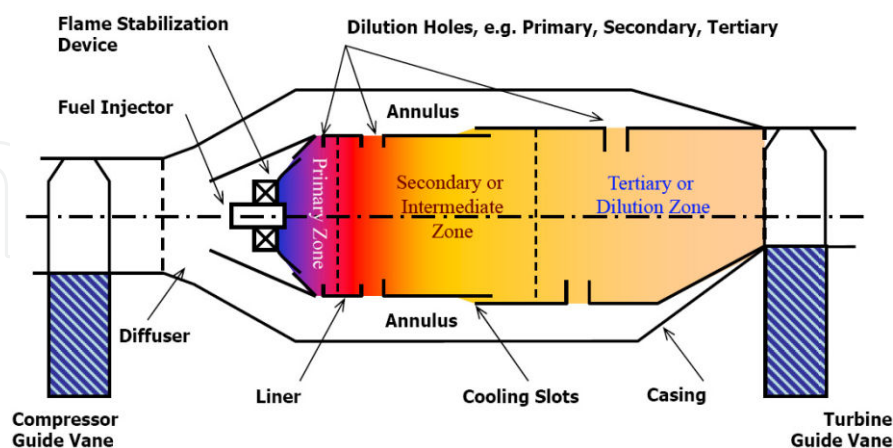 Flame Stabilization
Device
Dilution Holes, e.g. Primary, Secondary, Tertiary
Fuel Injector
Annulus
Primary Zone
Secondary or
Intermediate
Zone
Tertiary or
Dilution Zone
Annulus
Diffuser
Liner
Cooling Slots
Casing
Compressor
Guide Vane
Turbine
Guide Vane